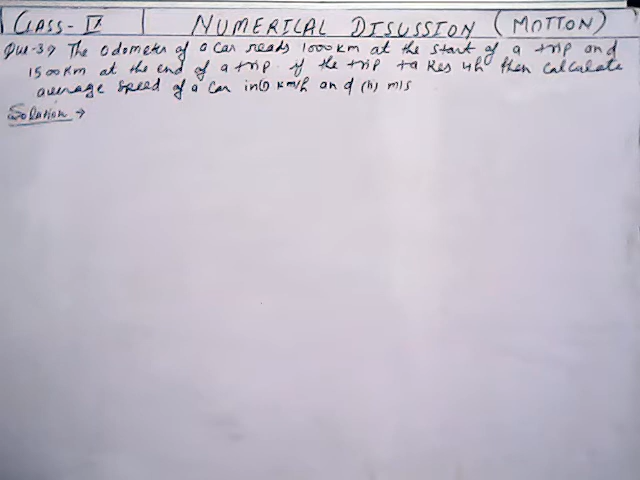 CLASS- IX NUMERICAL DISUSSION (MOTION)
Que-3→ The odometer of a car reads 1000 km at the start of a trip and
1500 km at the end of a trip. if the trip takes 4h then calculate
average speed of a car in (i) km/h and (ii) m/s
Solution →